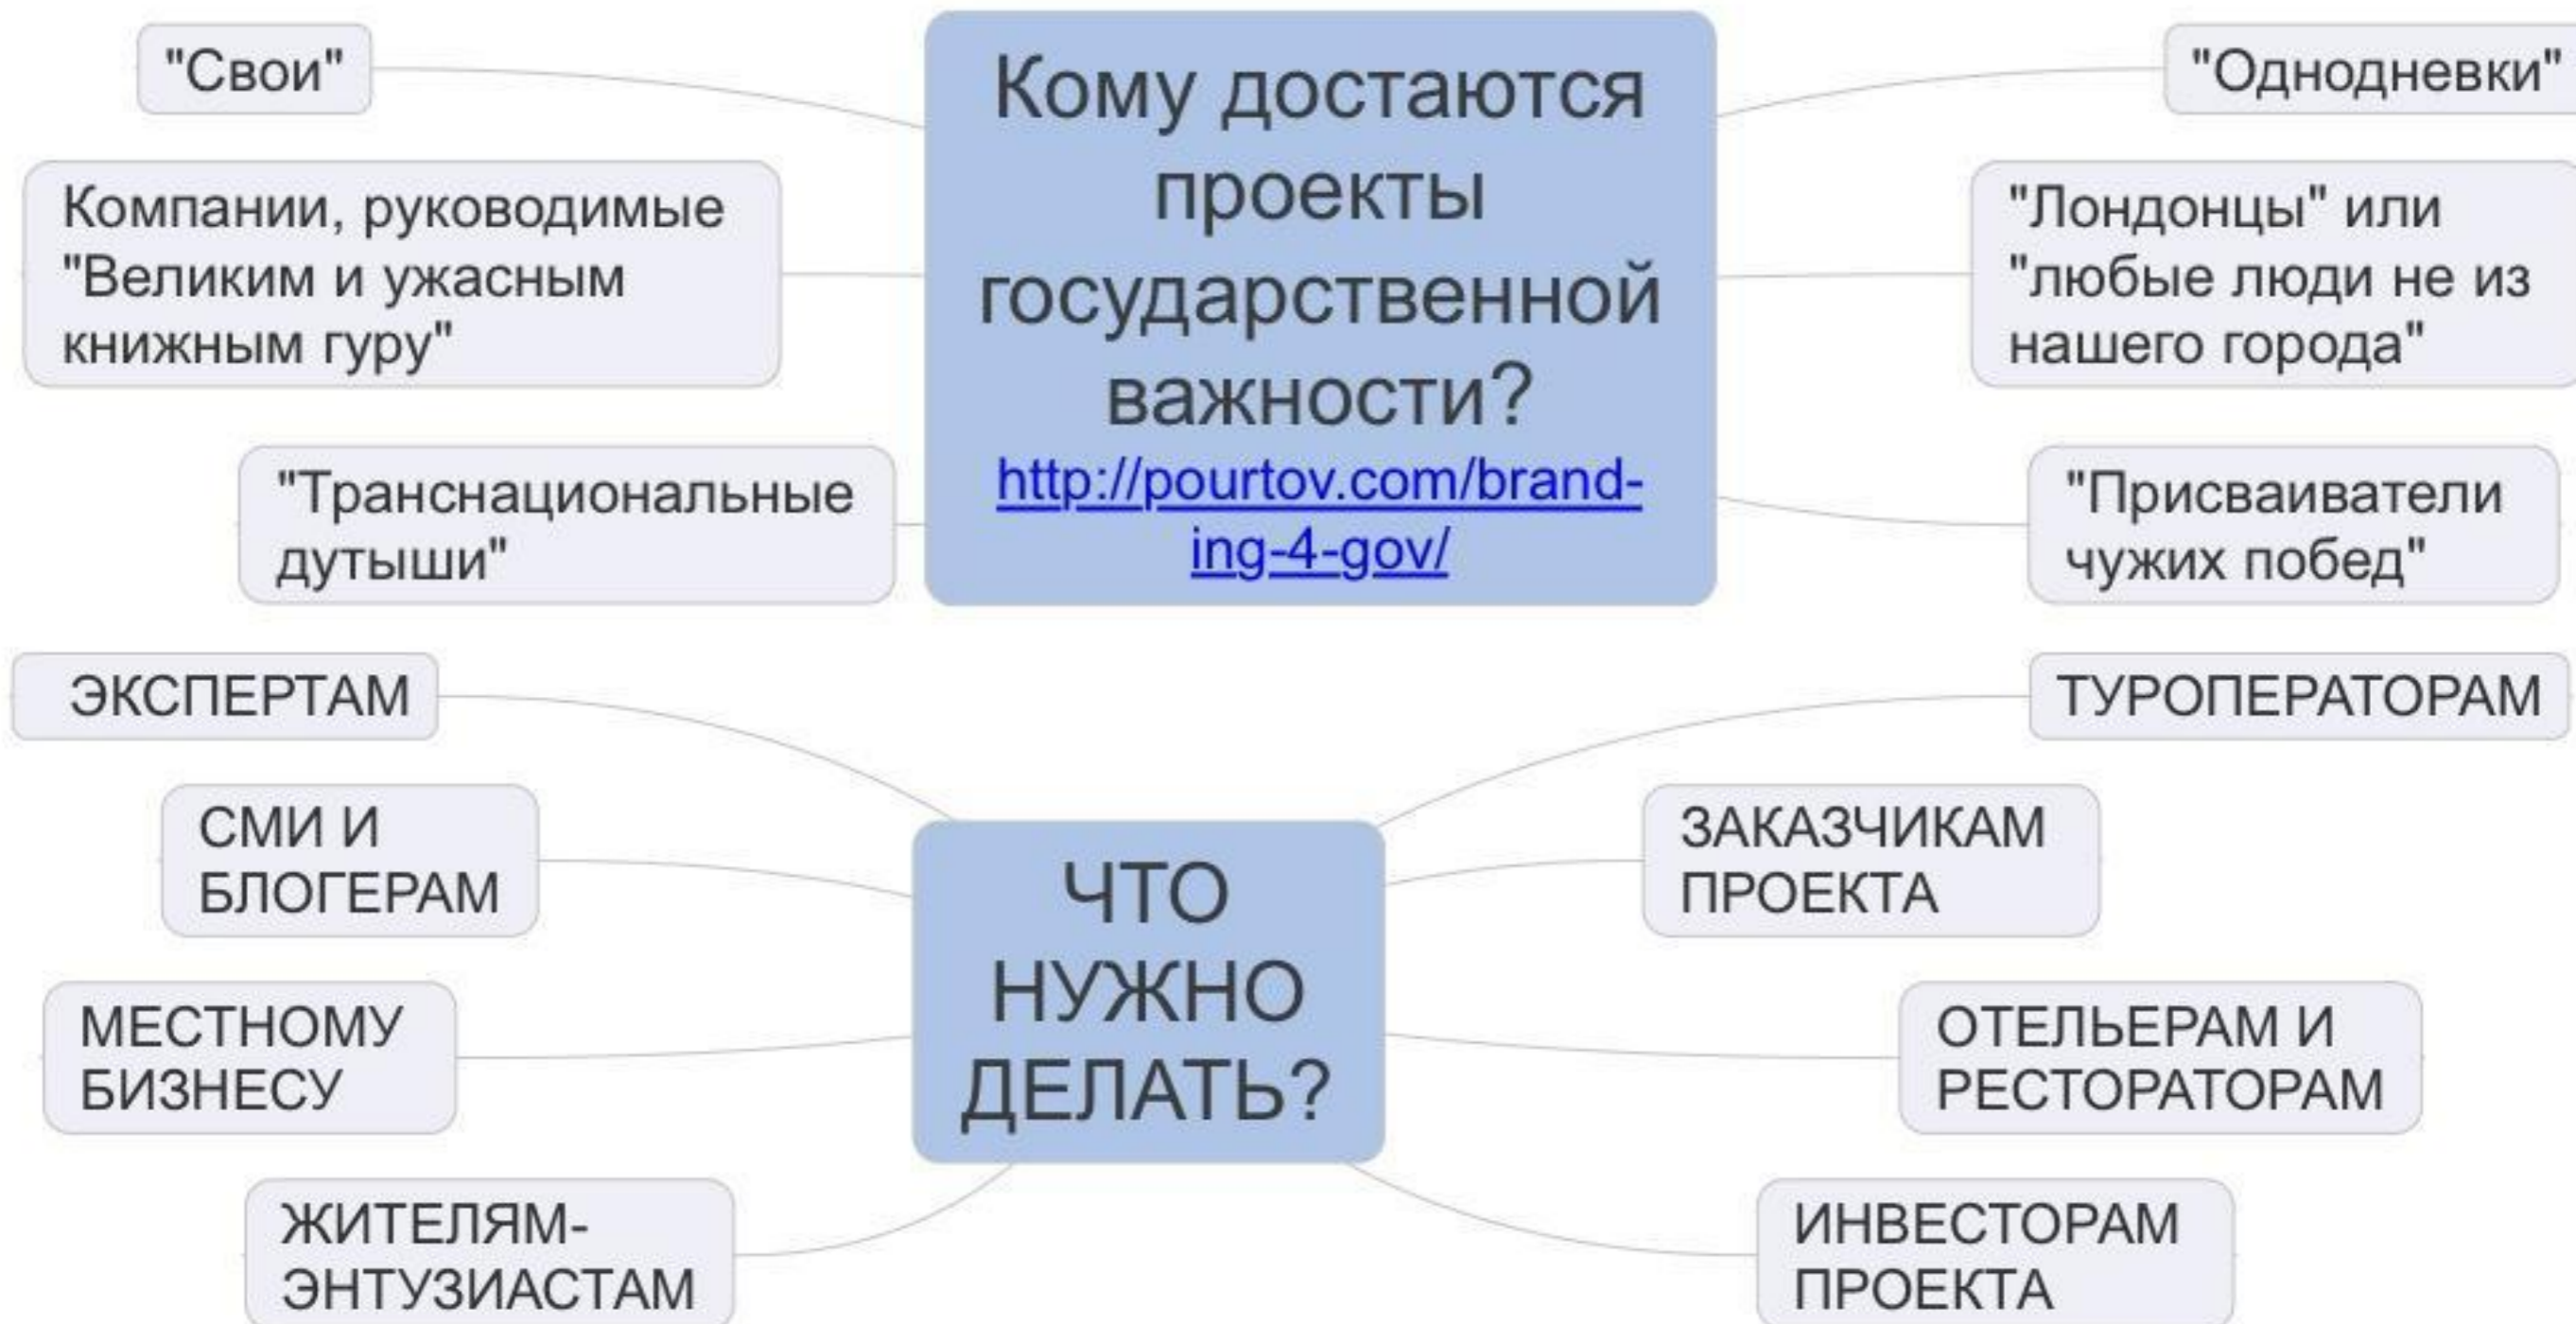 "Свои"
Компании, руководимые
"Великим и ужасным
книжным гуру"
"Транснациональные
дутыши"
Кому достаются
проекты
государственной
важности?
http://pourtov.com/brand-
ing-4-gov/
"Однодневки"
"Лондонцы" или
"любые люди не из
нашего города"
"Присваиватели
чужих побед"
ЭКСПЕРТАМ
СМИ И
БЛОГЕРАМ
МЕСТНОМУ
БИЗНЕСУ
ЖИТЕЛЯМ-
ЭНТУЗИАСТАМ
ЧТО
НУЖНО
ДЕЛАТЬ?
ТУРОПЕРАТОРАМ
ЗАКАЗЧИКАМ
ПРОЕКТА
ОТЕЛЬЕРАМ И
РЕСТОРАТОРАМ
ИНВЕСТОРАМ
ПРОЕКТА